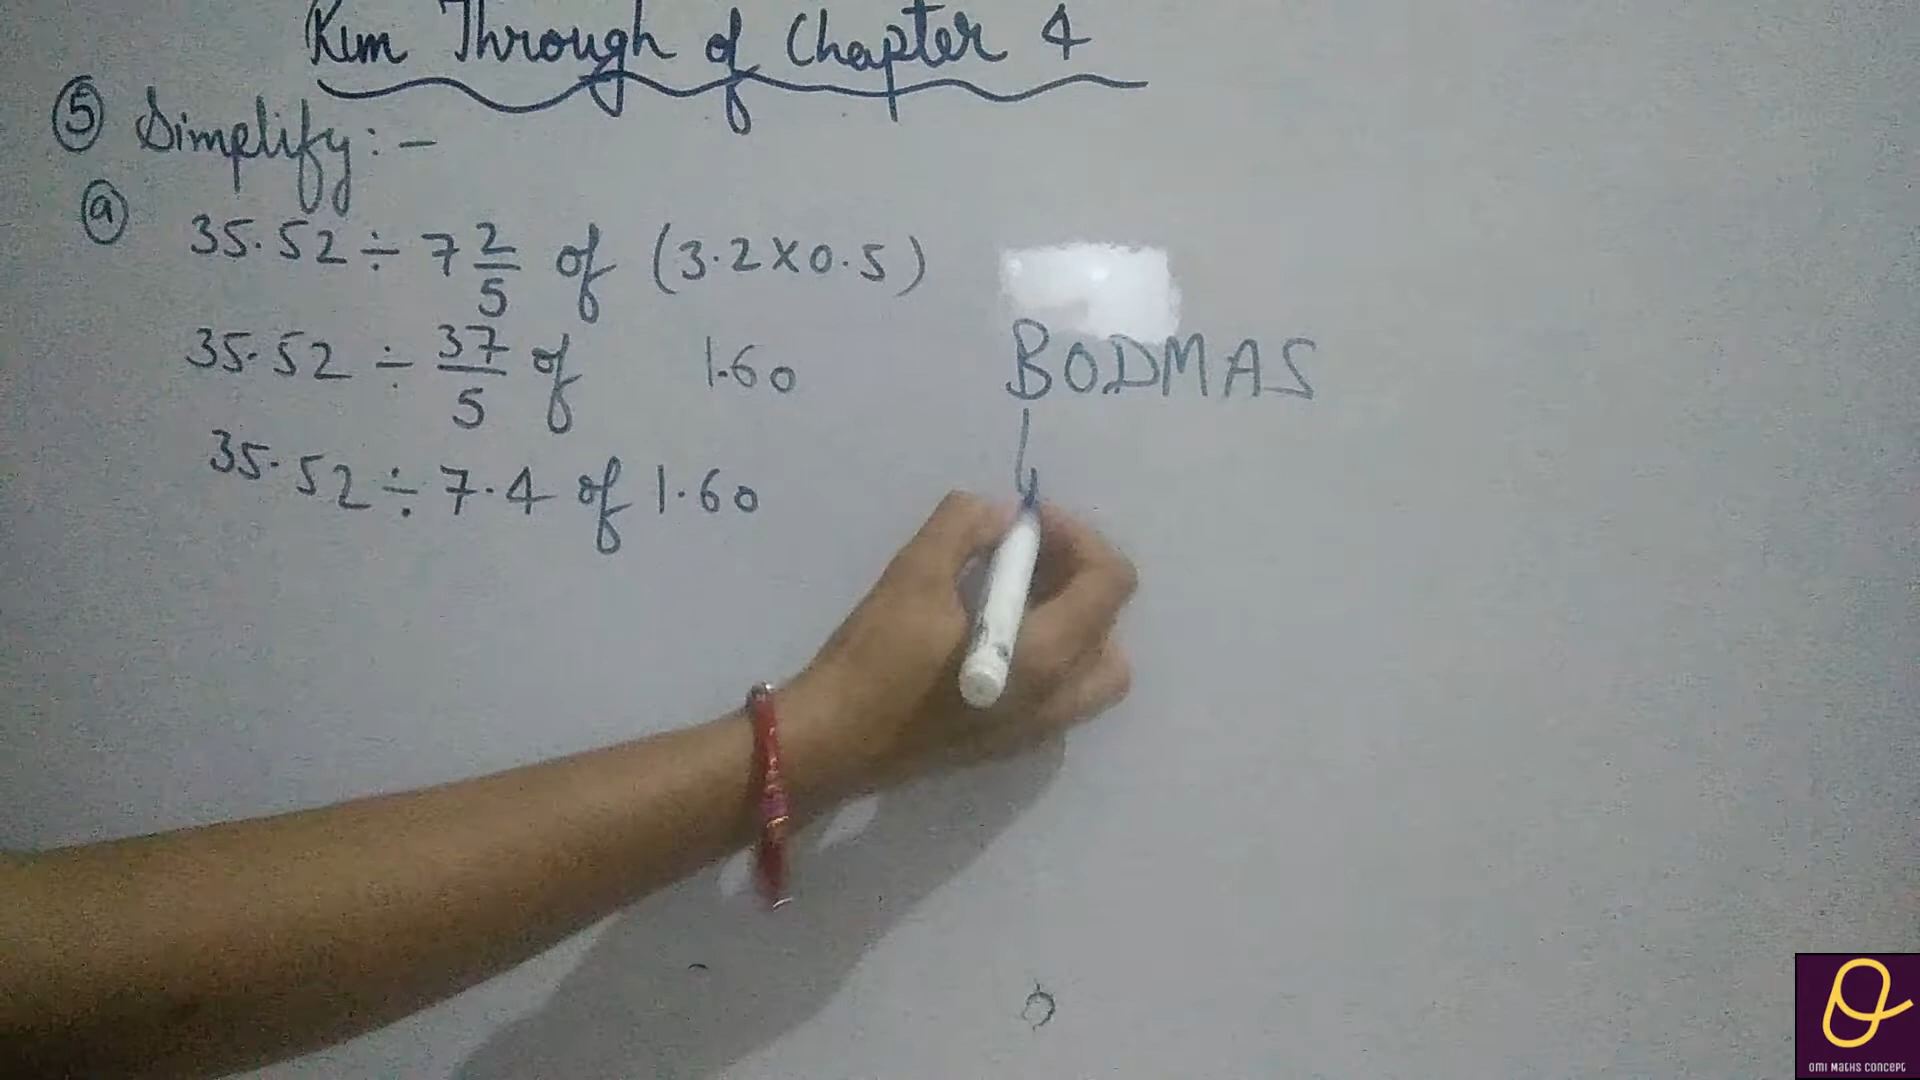 Run Through of Chapter 4
⑤ Simplify:-
ⓐ
35.52 ÷ 7 2/5 of (3.2×0.5)
35.52 ÷ 37/5 of 1.60
35.52 ÷ 7.4 of 1.60
BODMAS
OMI MATHS CONCEPT